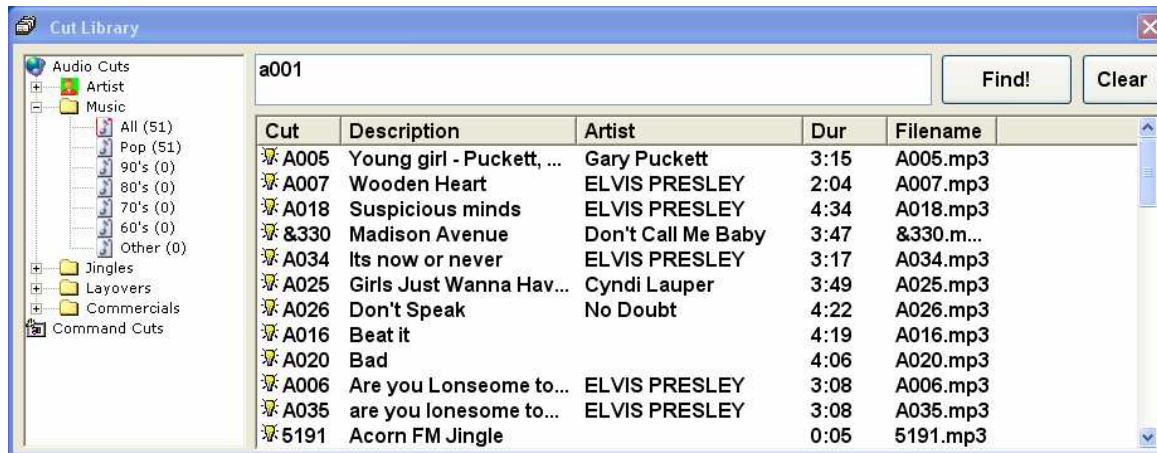 Cut Library
Audio Cuts
Artist
Music
All (51)
Pop (51)
90's (0)
80's (0)
70's (0)
60's (0)
Other (0)
Jingles
Layovers
Commercials
Command Cuts
a001
Find!
Clear
Cut Description Artist Dur Filename
A005 Young girl - Puckett, ... Gary Puckett 3:15 A005.mp3
A007 Wooden Heart ELVIS PRESLEY 2:04 A007.mp3
A018 Suspicious minds ELVIS PRESLEY 4:34 A018.mp3
&330 Madison Avenue Don't Call Me Baby 3:47 &330.m...
A034 Its now or never ELVIS PRESLEY 3:17 A034.mp3
A025 Girls Just Wanna Hav... Cyndi Lauper 3:49 A025.mp3
A026 Don't Speak No Doubt 4:22 A026.mp3
A016 Beat it 4:19 A016.mp3
A020 Bad 4:06 A020.mp3
A006 Are you Lonseome to... ELVIS PRESLEY 3:08 A006.mp3
A035 are you lonesome to... ELVIS PRESLEY 3:08 A035.mp3
5191 Acorn FM Jingle 0:05 5191.mp3